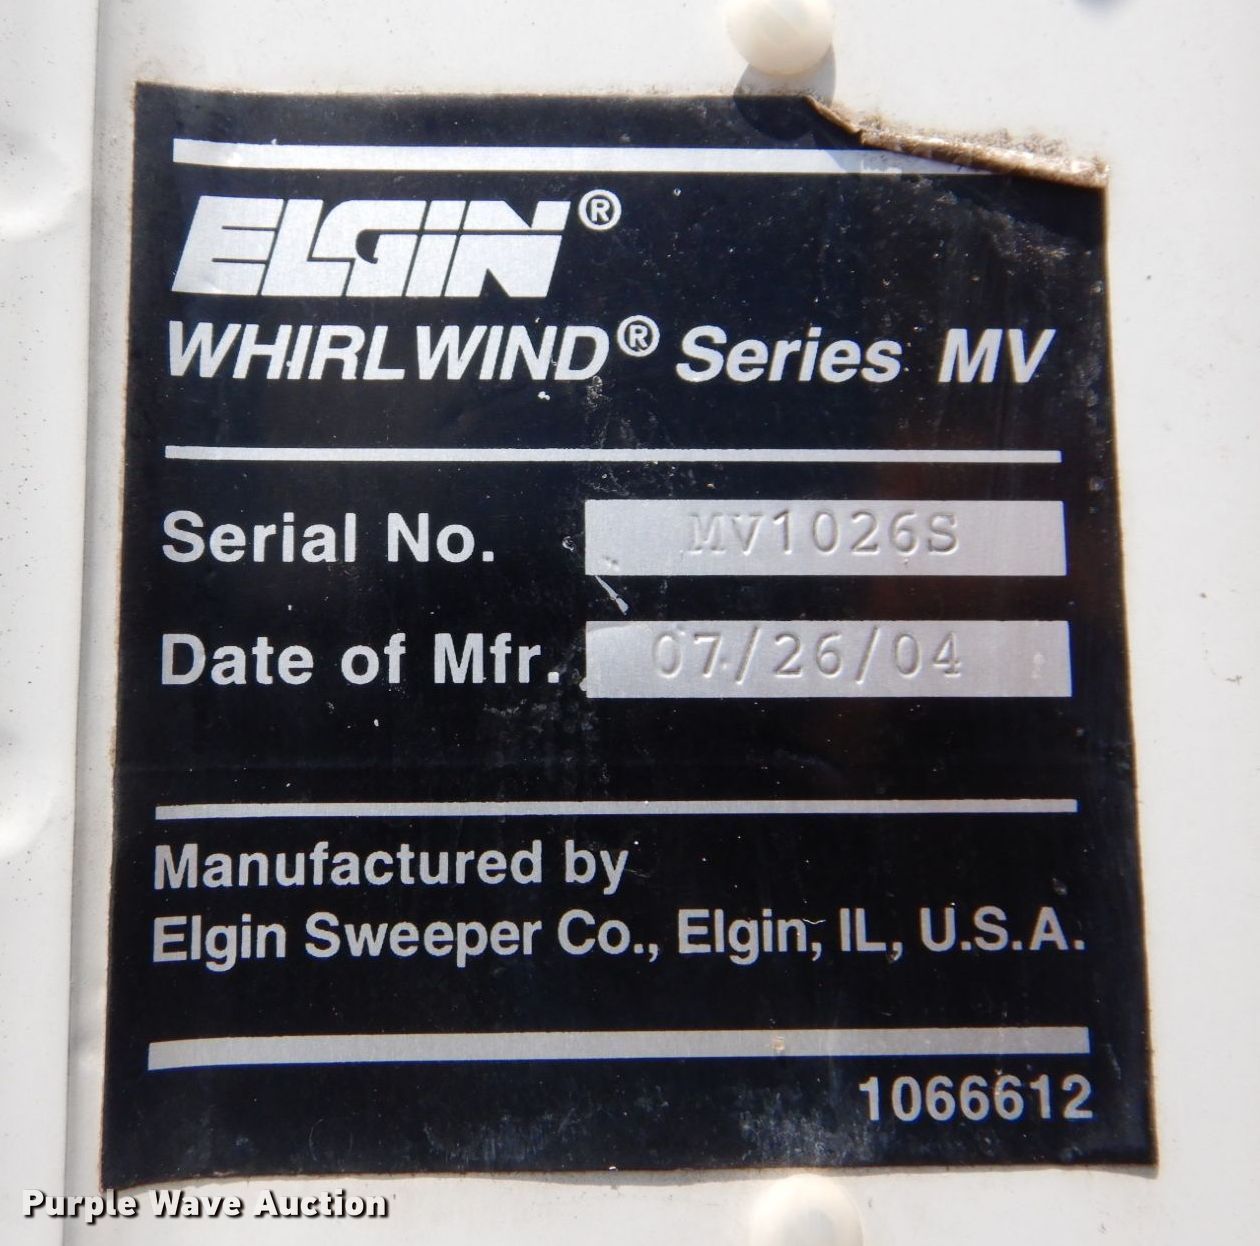 ELGIN®
WHIRLWIND® Series MV
Serial No. MV1026S
Date of Mfr. 07/26/04
Manufactured by
Elgin Sweeper Co., Elgin, IL, U.S.A.
1066612
Purple Wave Auction